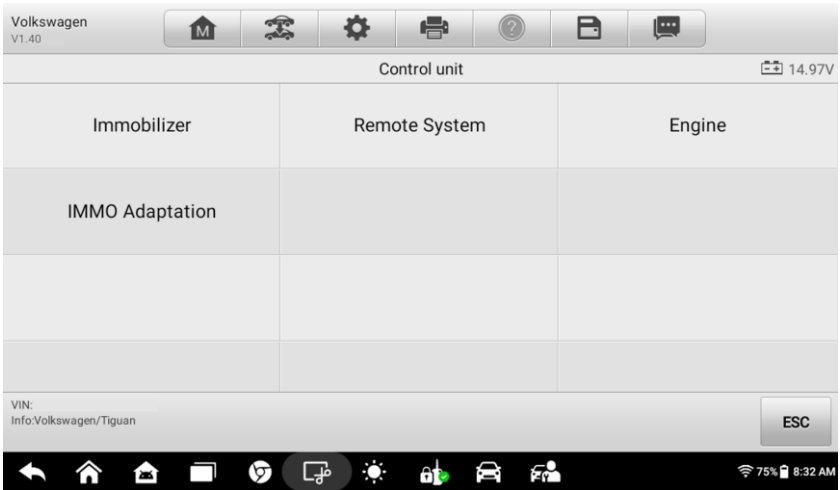 Volkswagen
V1.40
M
?
Control unit
14.97V
Immobilizer
Remote System
Engine
IMMO Adaptation
VIN:
Info:Volkswagen/Tiguan
ESC
75%
8:32 AM